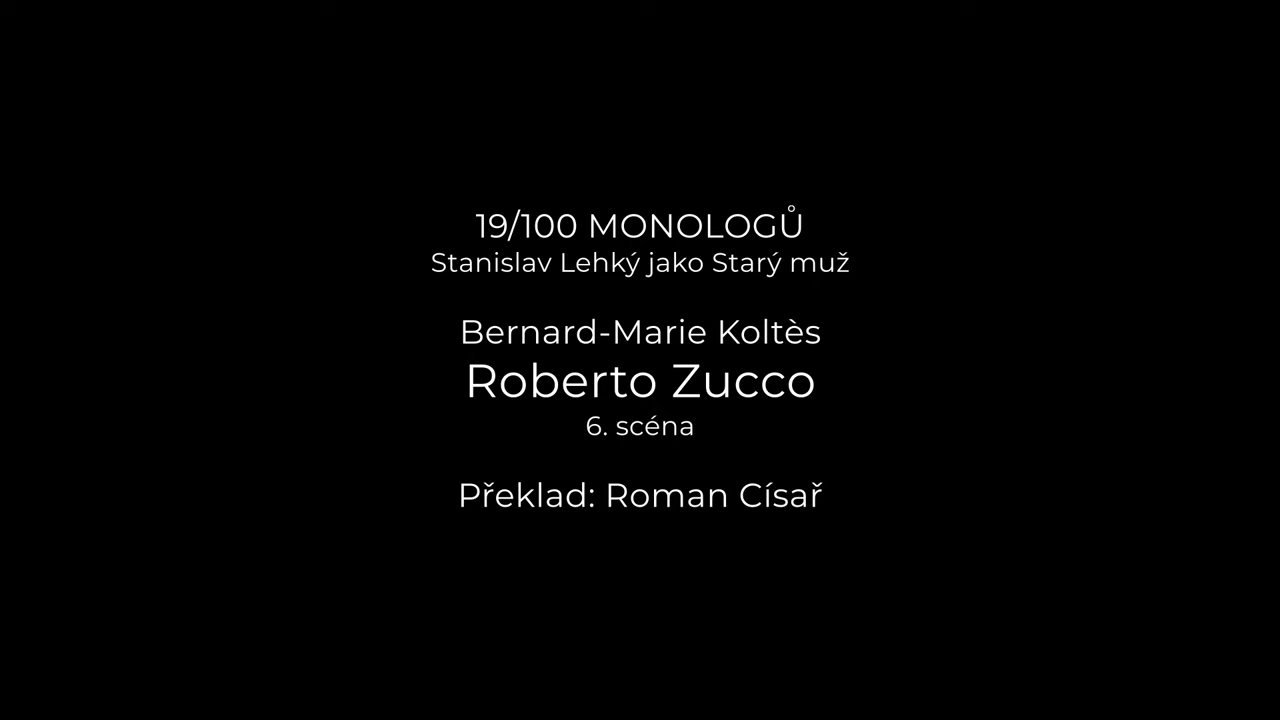 19/100 MONOLOGŮ
Stanislav Lehký jako Starý muž
Bernard-Marie Koltès
Roberto Zucco
6. scéna
Překlad: Roman Císař